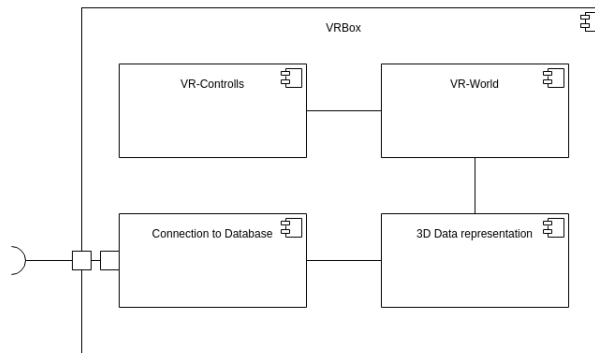 VRBox
VR-Controlls
VR-World
Connection to Database
3D Data representation